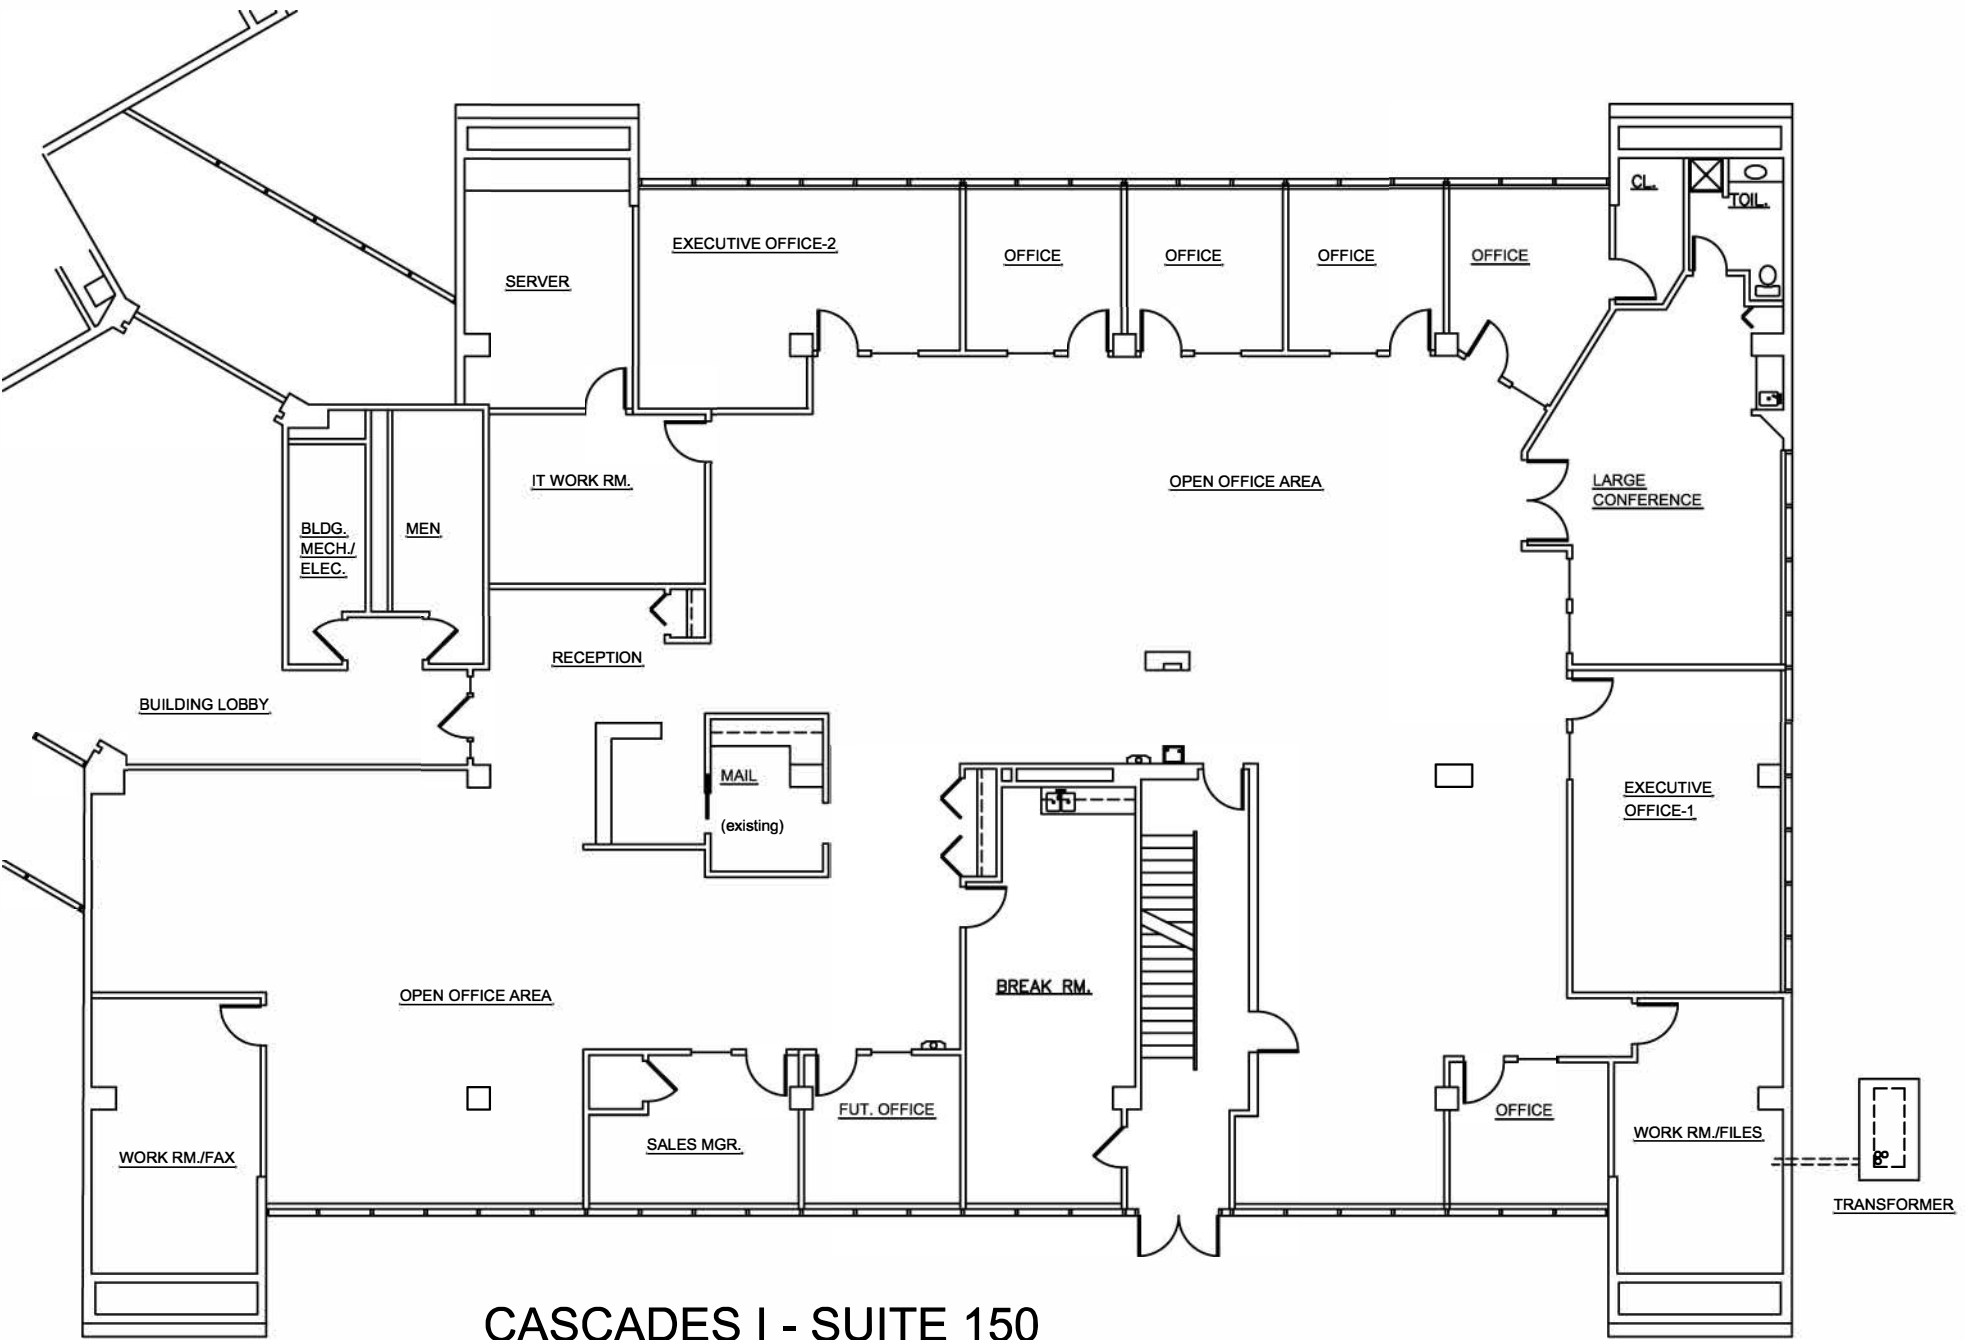 CL.
TOIL.
EXECUTIVE OFFICE-2
OFFICE
OFFICE
OFFICE
OFFICE
SERVER
IT WORK RM.
OPEN OFFICE AREA
LARGE
CONFERENCE
BLDG.
MECH./
ELEC.
MEN
RECEPTION
BUILDING LOBBY
MAIL
(existing)
EXECUTIVE
OFFICE-1
BREAK RM.
OPEN OFFICE AREA
FUT. OFFICE
OFFICE
SALES MGR.
WORK RM./FILES
WORK RM./FAX
TRANSFORMER
CASCADES I - SUITE 150